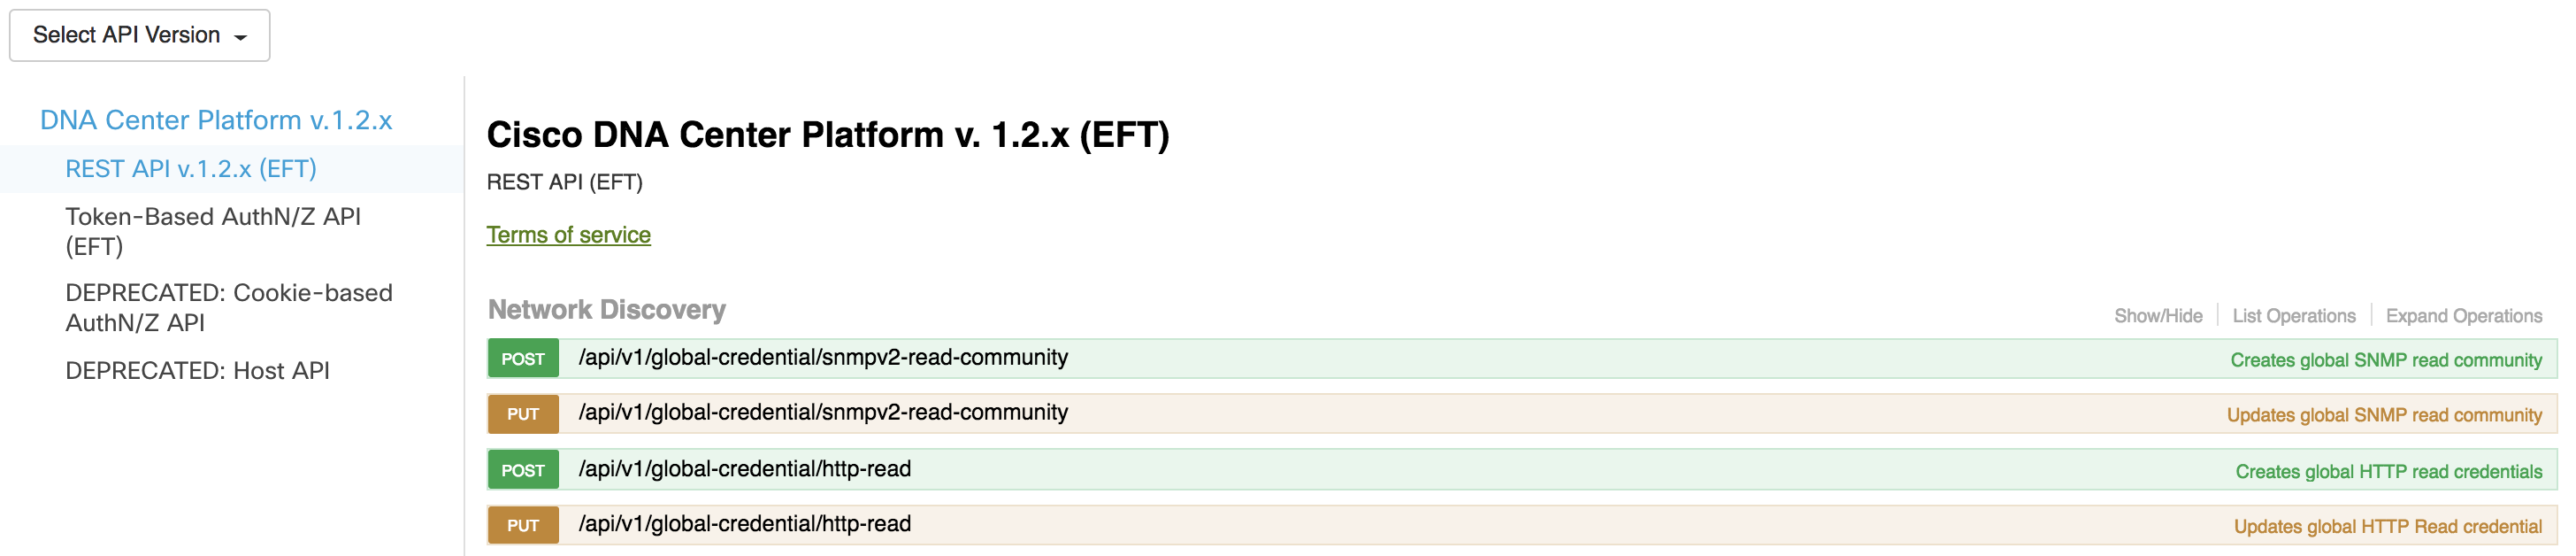 Select API Version
DNA Center Platform v.1.2.x
REST API v.1.2.x (EFT)
Token-Based AuthN/Z API
(EFT)
DEPRECATED: Cookie-based
AuthN/Z API
DEPRECATED: Host API
Cisco DNA Center Platform v. 1.2.x (EFT)
REST API (EFT)
Terms of service
Network Discovery
Show/Hide
List Operations
Expand Operations
POST /api/v1/global-credential/snmpv2-read-community Creates global SNMP read community
PUT /api/v1/global-credential/snmpv2-read-community Updates global SNMP read community
POST /api/v1/global-credential/http-read Creates global HTTP read credentials
PUT /api/v1/global-credential/http-read Updates global HTTP Read credential